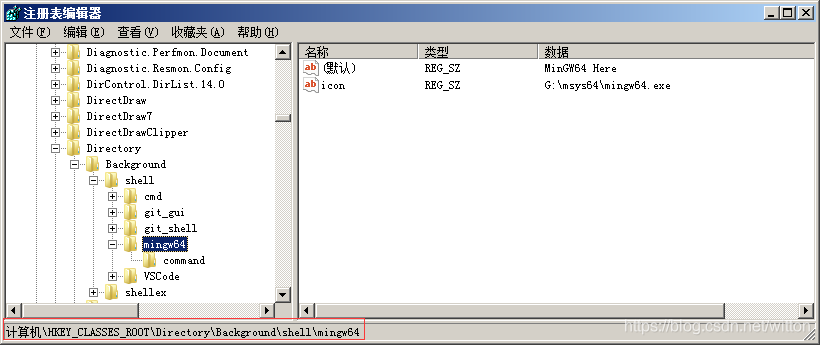 注册表编辑器
文件(F) 编辑(E) 查看(V) 收藏夹(A) 帮助(H)
Diagnostic.Perfmon.Document
Diagnostic.Resmon.Config
DirControl.DirList.14.0
DirectDraw
DirectDraw7
DirectDrawClipper
Directory
Background
shell
cmd
git_gui
git_shell
mingw64
command
VSCode
shellex
名称 类型 数据
ab (默认) REG_SZ MinGW64 Here
ab icon REG_SZ G:\msys64\mingw64.exe
计算机\HKEY_CLASSES_ROOT\Directory\Background\shell\mingw64
https://blog.csdn.net/witton